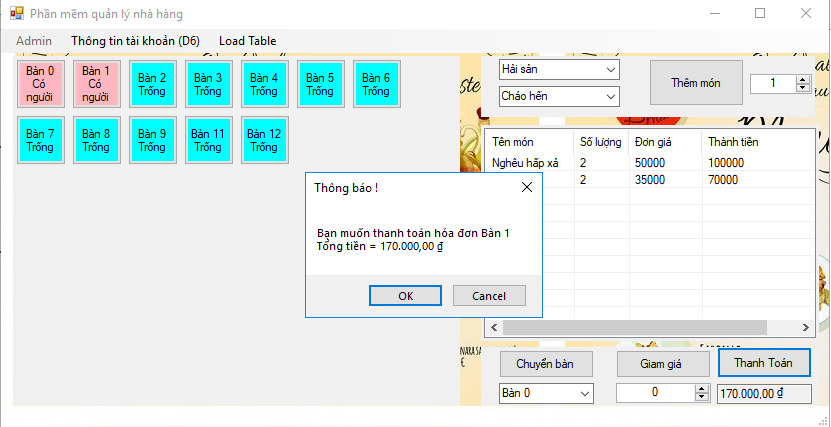 Phần mềm quản lý nhà hàng
Admin Thông tin tài khoản (D6) Load Table
Bàn 0 Có người
Bàn 1 Có người
Bàn 2 Trống
Bàn 3 Trống
Bàn 4 Trống
Bàn 5 Trống
Bàn 6 Trống
Bàn 7 Trống
Bàn 8 Trống
Bàn 9 Trống
Bàn 11 Trống
Bàn 12 Trống
Hải sản
Cháo hến
Thêm món
1
Tên món Số lượng Đơn giá Thành tiền
Nghêu hấp xả 2 50000 100000
2 35000 70000
Thông báo !
Bạn muốn thanh toán hóa đơn Bàn 1
Tổng tiền = 170.000,00 ₫
OK Cancel
Chuyển bàn Giam giá Thanh Toán
Bàn 0 0 170.000,00 ₫